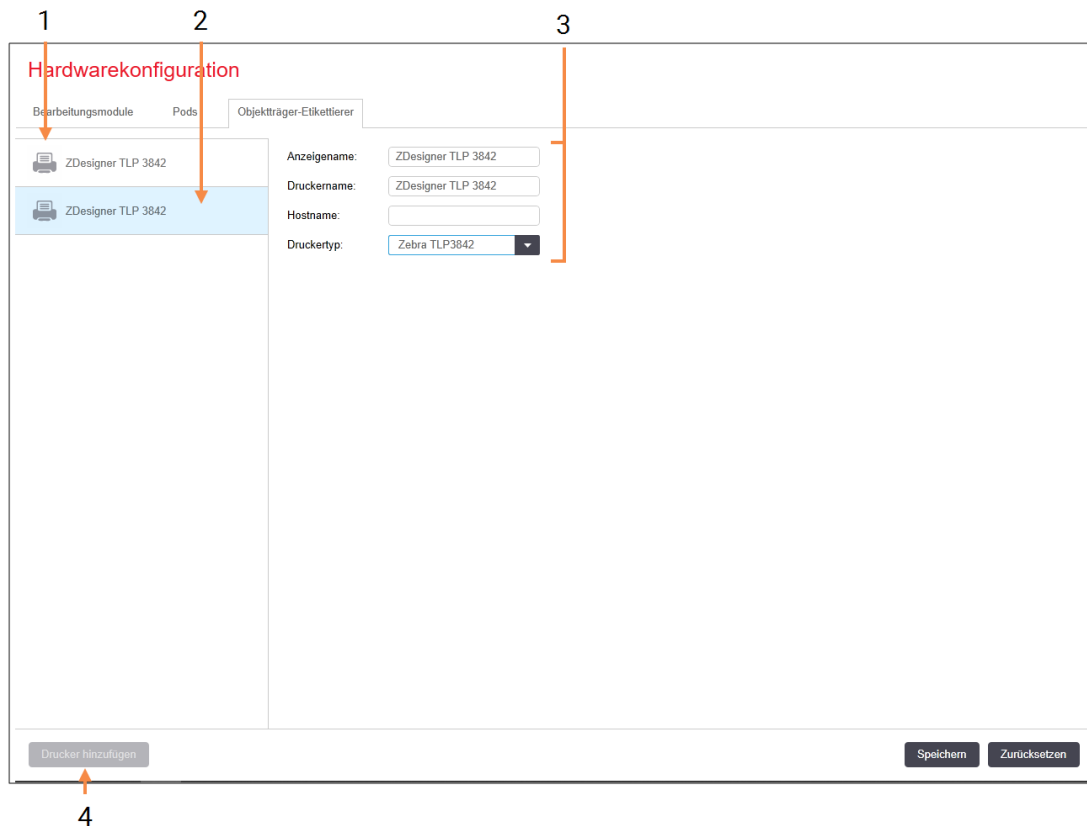 1 2 3
Hardwarekonfiguration
Bearbeitungsmodule Pods Objektträger-Etikettierer
ZDesigner TLP 3842
ZDesigner TLP 3842
Anzeigename: ZDesigner TLP 3842
Druckername: ZDesigner TLP 3842
Hostname:
Druckertyp: Zebra TLP3842
Drucker hinzufügen Speichern Zurücksetzen
4